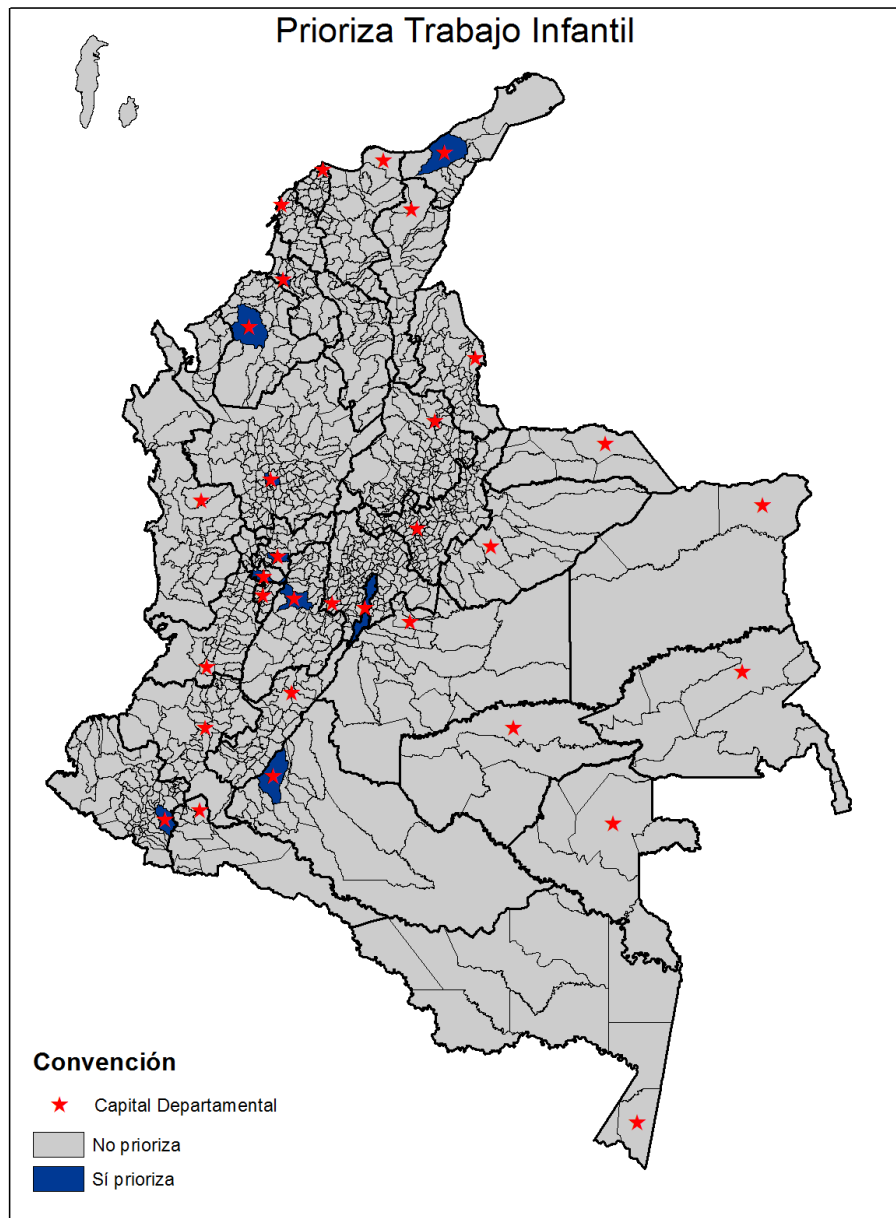 Prioriza Trabajo Infantil
Convención
Capital Departamental
No prioriza
Sí prioriza